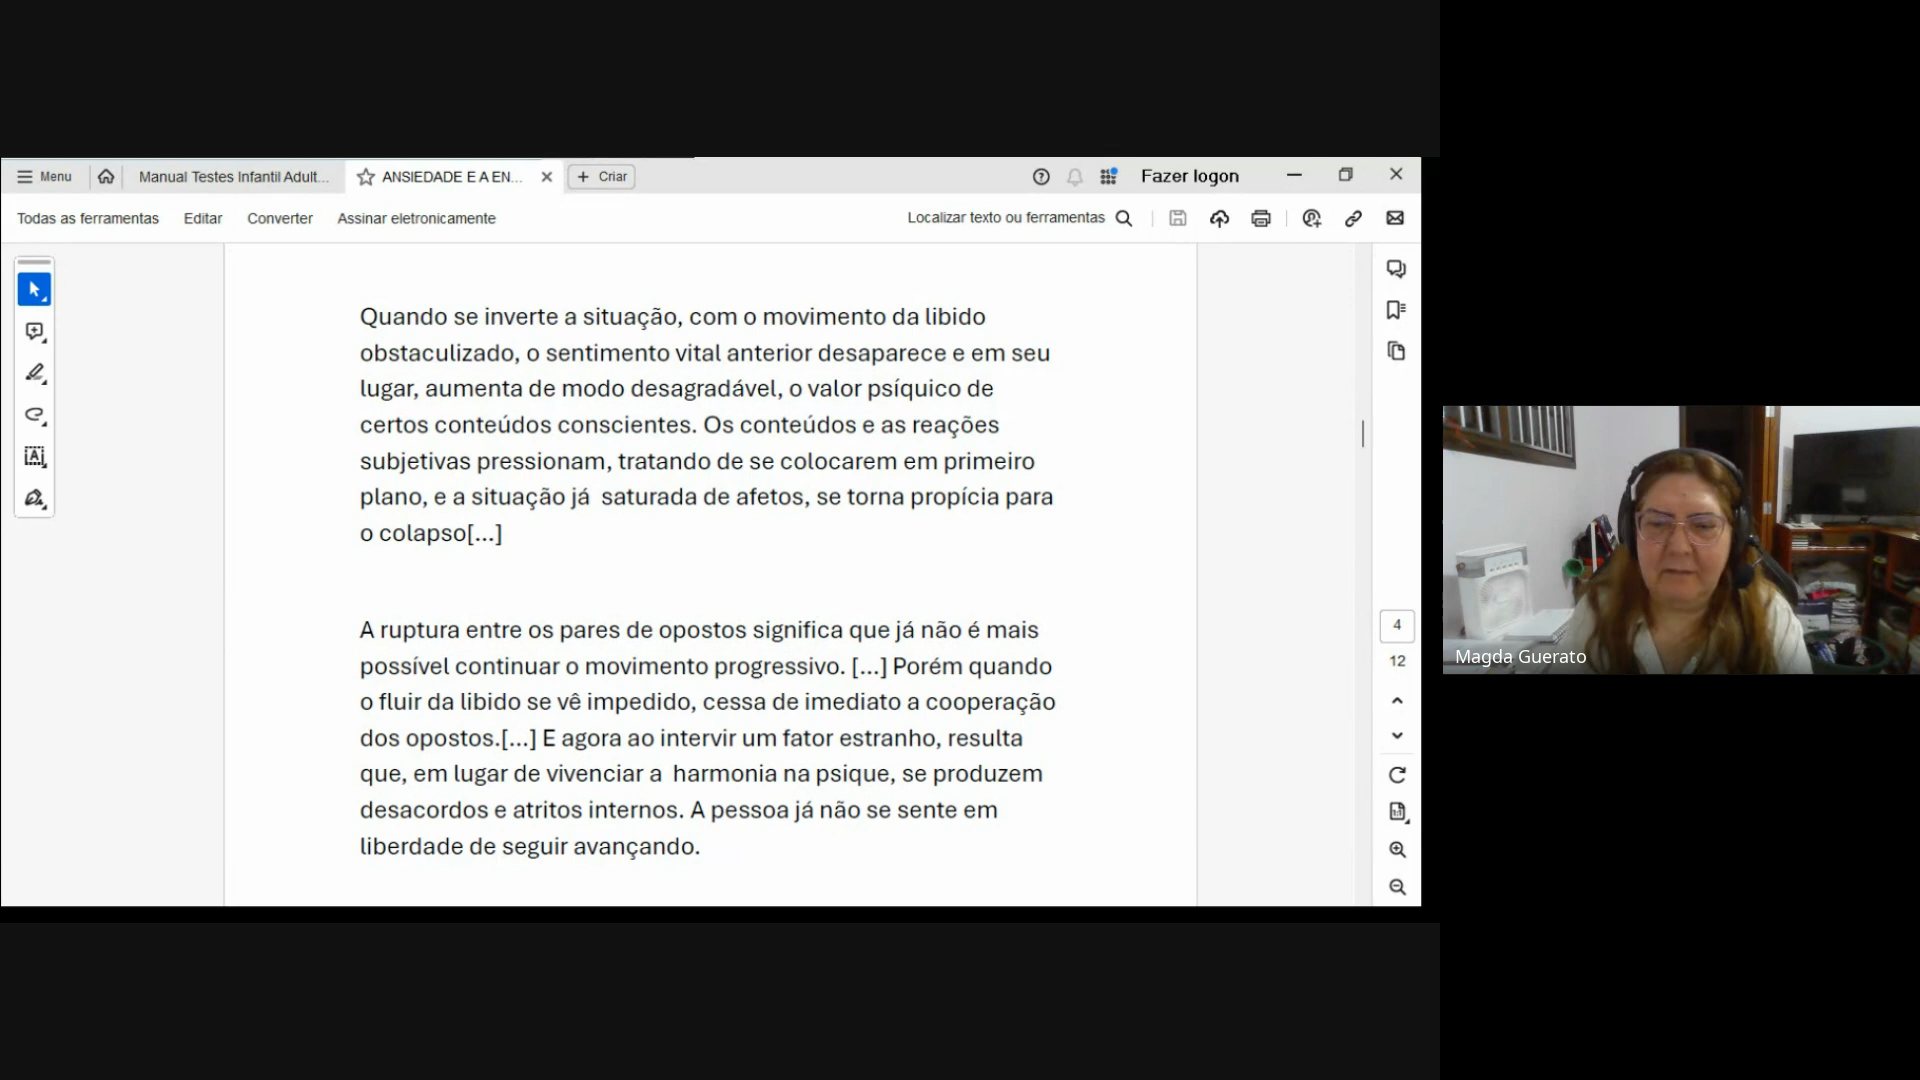 Menu
Manual Testes Infantil Adult...
ANSIEDADE E A EN...
Criar
Fazer logon
Todas as ferramentas
Editar
Converter
Assinar eletronicamente
Localizar texto ou ferramentas
Quando se inverte a situação, com o movimento da libido
obstaculizado, o sentimento vital anterior desaparece e em seu
lugar, aumenta de modo desagradável, o valor psíquico de
certos conteúdos conscientes. Os conteúdos e as reações
subjetivas pressionam, tratando de se colocarem em primeiro
plano, e a situação já saturada de afetos, se torna propícia para
o colapso[...]
A ruptura entre os pares de opostos significa que já não é mais
possível continuar o movimento progressivo. [...] Porém quando
o fluir da libido se vê impedido, cessa de imediato a cooperação
dos opostos.[...] E agora ao intervir um fator estranho, resulta
que, em lugar de vivenciar a harmonia na psique, se produzem
desacordos e atritos internos. A pessoa já não se sente em
liberdade de seguir avançando.
4
12
Magda Guerato